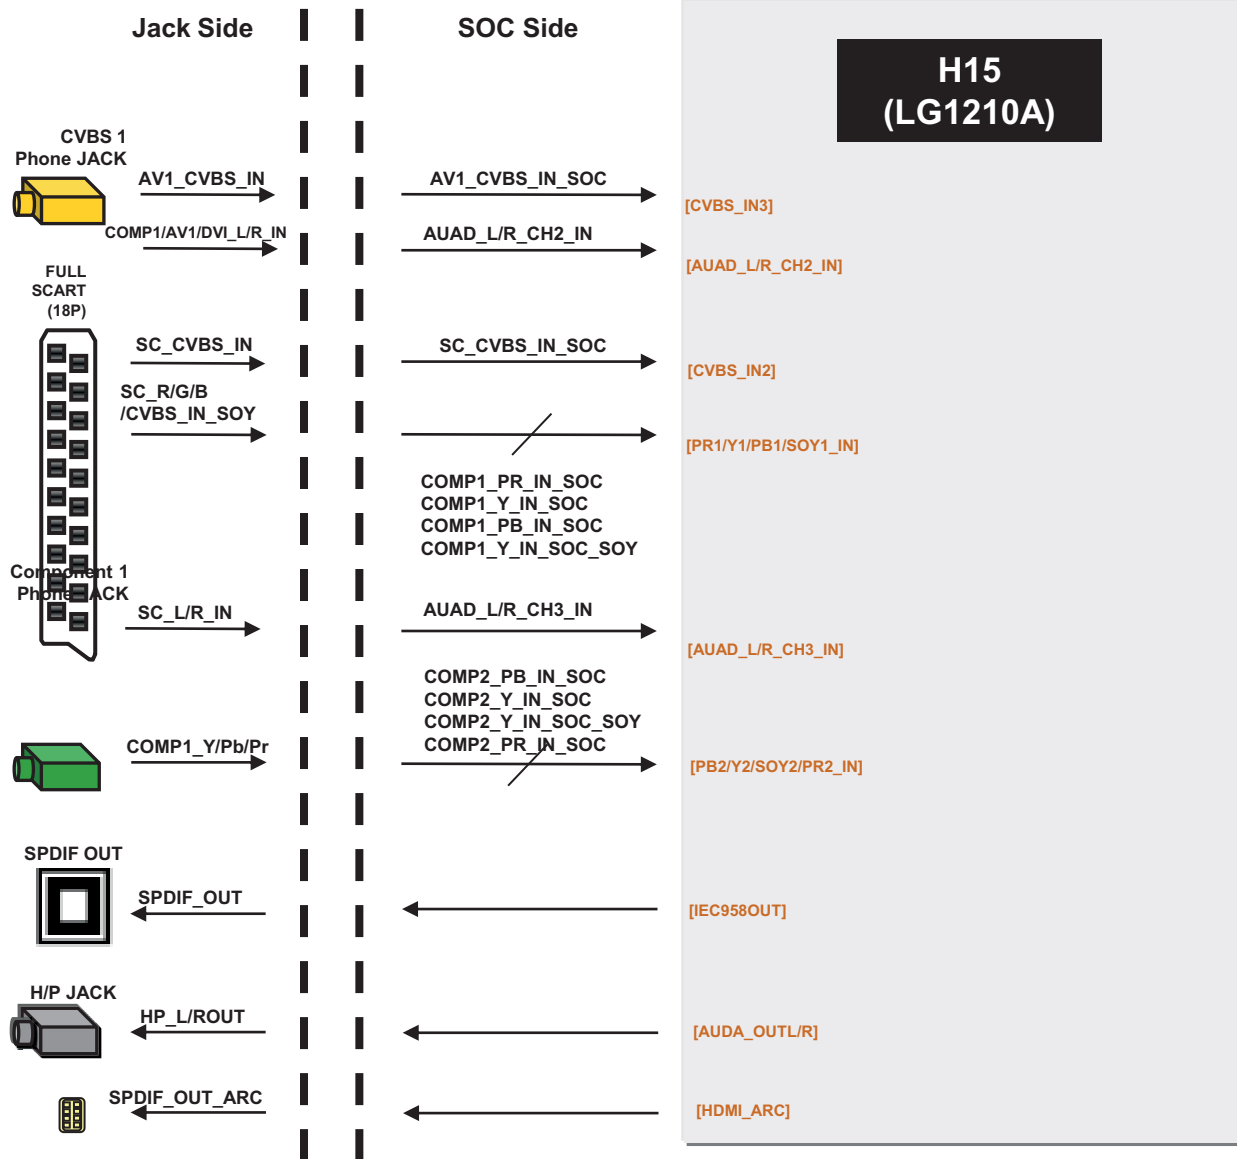 Jack Side
SOC Side
H15
(LG1210A)
CVBS 1
Phone JACK
AV1_CVBS_IN
AV1_CVBS_IN_SOC
[CVBS_IN3]
COMP1/AV1/DVI_L/R_IN
AUAD_L/R_CH2_IN
[AUAD_L/R_CH2_IN]
FULL
SCART
(18P)
SC_CVBS_IN
SC_CVBS_IN_SOC
[CVBS_IN2]
SC_R/G/B
/CVBS_IN_SOY
[PR1/Y1/PB1/SOY1_IN]
COMP1_PR_IN_SOC
COMP1_Y_IN_SOC
COMP1_PB_IN_SOC
COMP1_Y_IN_SOC_SOY
Component 1
Phone JACK
SC_L/R_IN
AUAD_L/R_CH3_IN
[AUAD_L/R_CH3_IN]
COMP2_PB_IN_SOC
COMP2_Y_IN_SOC
COMP2_Y_IN_SOC_SOY
COMP2_PR_IN_SOC
COMP1_Y/Pb/Pr
[PB2/Y2/SOY2/PR2_IN]
SPDIF OUT
SPDIF_OUT
[IEC958OUT]
H/P JACK
HP_L/ROUT
[AUDA_OUTL/R]
SPDIF_OUT_ARC
[HDMI_ARC]